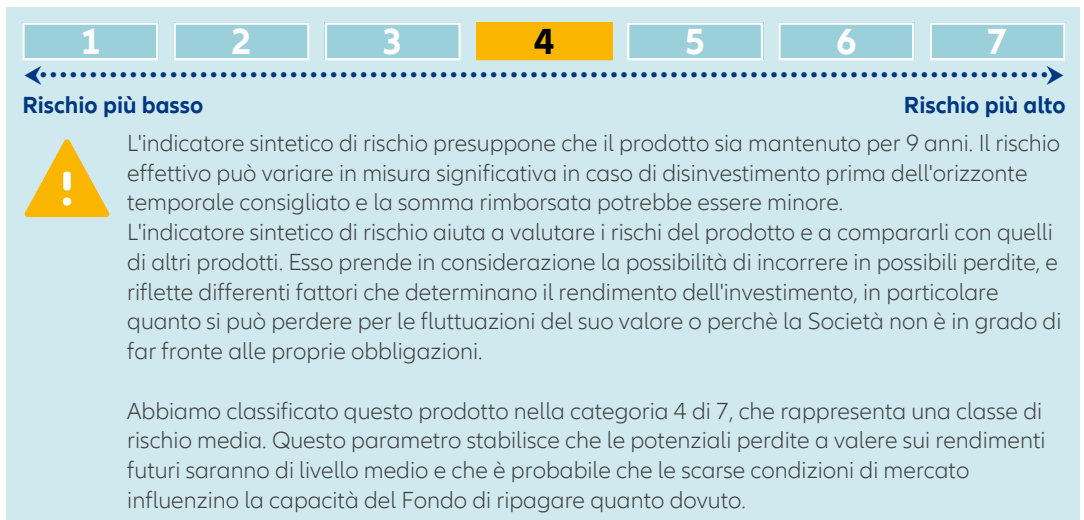 1 2 3 4 5 6 7
Rischio più basso Rischio più alto
L'indicatore sintetico di rischio presuppone che il prodotto sia mantenuto per 9 anni. Il rischio
effettivo può variare in misura significativa in caso di disinvestimento prima dell'orizzonte
temporale consigliato e la somma rimborsata potrebbe essere minore.
L'indicatore sintetico di rischio aiuta a valutare i rischi del prodotto e a compararli con quelli
di altri prodotti. Esso prende in considerazione la possibilità di incorrere in possibili perdite, e
riflette differenti fattori che determinano il rendimento dell'investimento, in particolare
quanto si può perdere per le fluttuazioni del suo valore o perchè la Società non è in grado di
far fronte alle proprie obbligazioni.
Abbiamo classificato questo prodotto nella categoria 4 di 7, che rappresenta una classe di
rischio media. Questo parametro stabilisce che le potenziali perdite a valere sui rendimenti
futuri saranno di livello medio e che è probabile che le scarse condizioni di mercato
influenzino la capacità del Fondo di ripagare quanto dovuto.